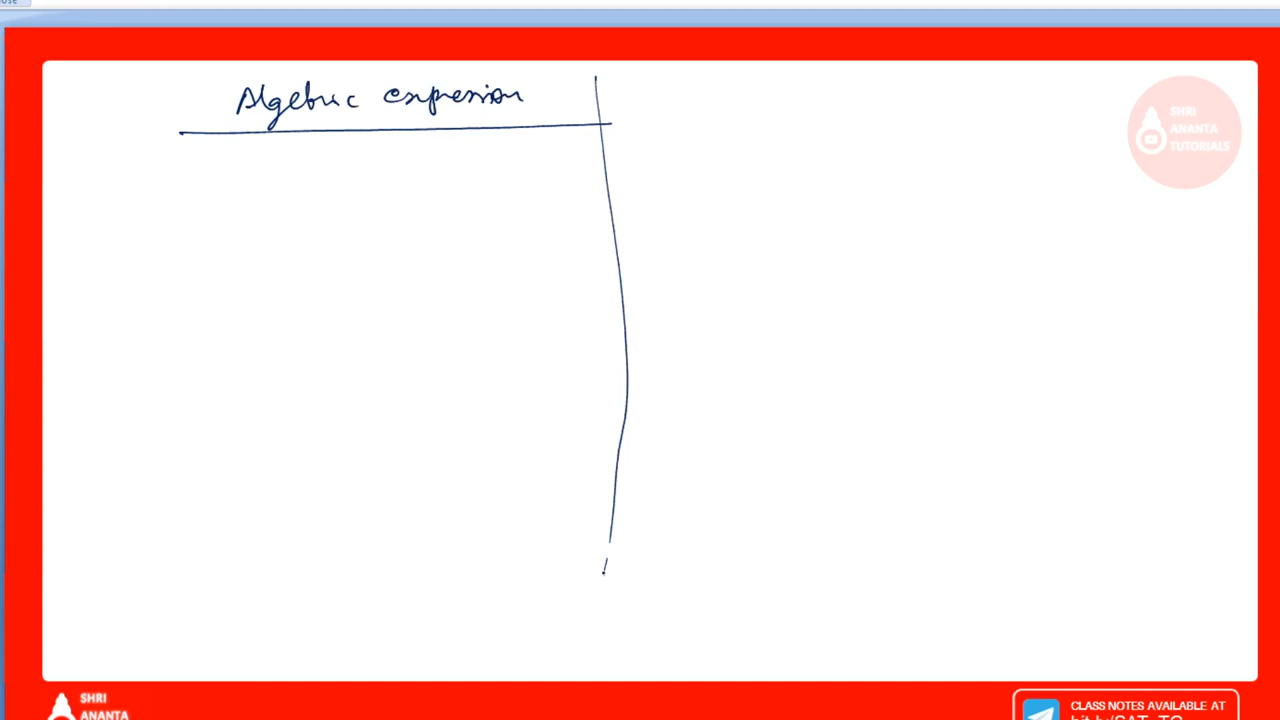 Algebric expression
SHRI
ANANTA
TUTORIALS
SHRI
ANANTA
CLASS NOTES AVAILABLE AT